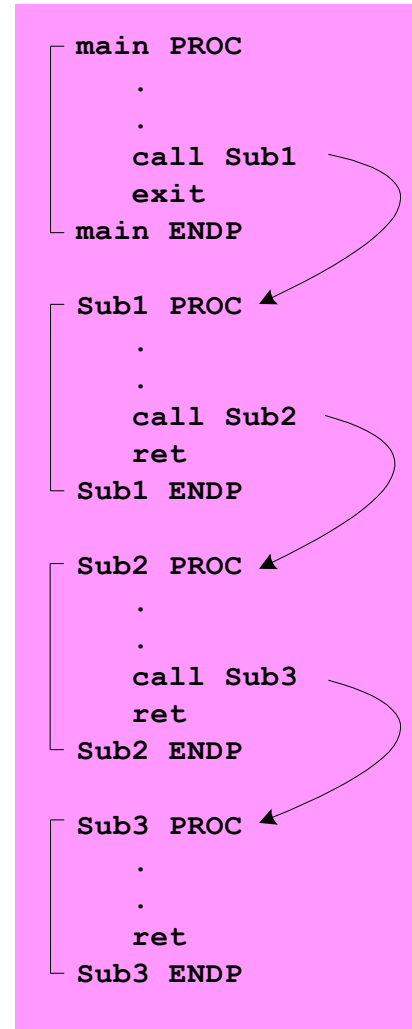 main PROC
.
.
call Sub1
exit
main ENDP
Sub1 PROC
.
.
call Sub2
ret
Sub1 ENDP
Sub2 PROC
.
.
call Sub3
ret
Sub2 ENDP
Sub3 PROC
.
.
ret
Sub3 ENDP